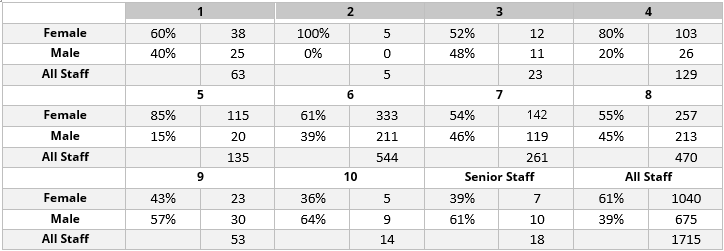 1 2 3 4
Female 60% 38 100% 5 52% 12 80% 103
Male 40% 25 0% 0 48% 11 20% 26
All Staff 63 5 23 129
5 6 7 8
Female 85% 115 61% 333 54% 142 55% 257
Male 15% 20 39% 211 46% 119 45% 213
All Staff 135 544 261 470
9 10 Senior Staff All Staff
Female 43% 23 36% 5 39% 7 61% 1040
Male 57% 30 64% 9 61% 10 39% 675
All Staff 53 14 18 1715